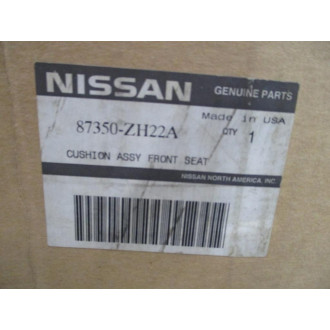 NISSAN
GENUINE PARTS
Made in USA
87350-ZH22A
QTY 1
CUSHION ASSY FRONT SEAT
NISSAN NORTH AMERICA, INC.